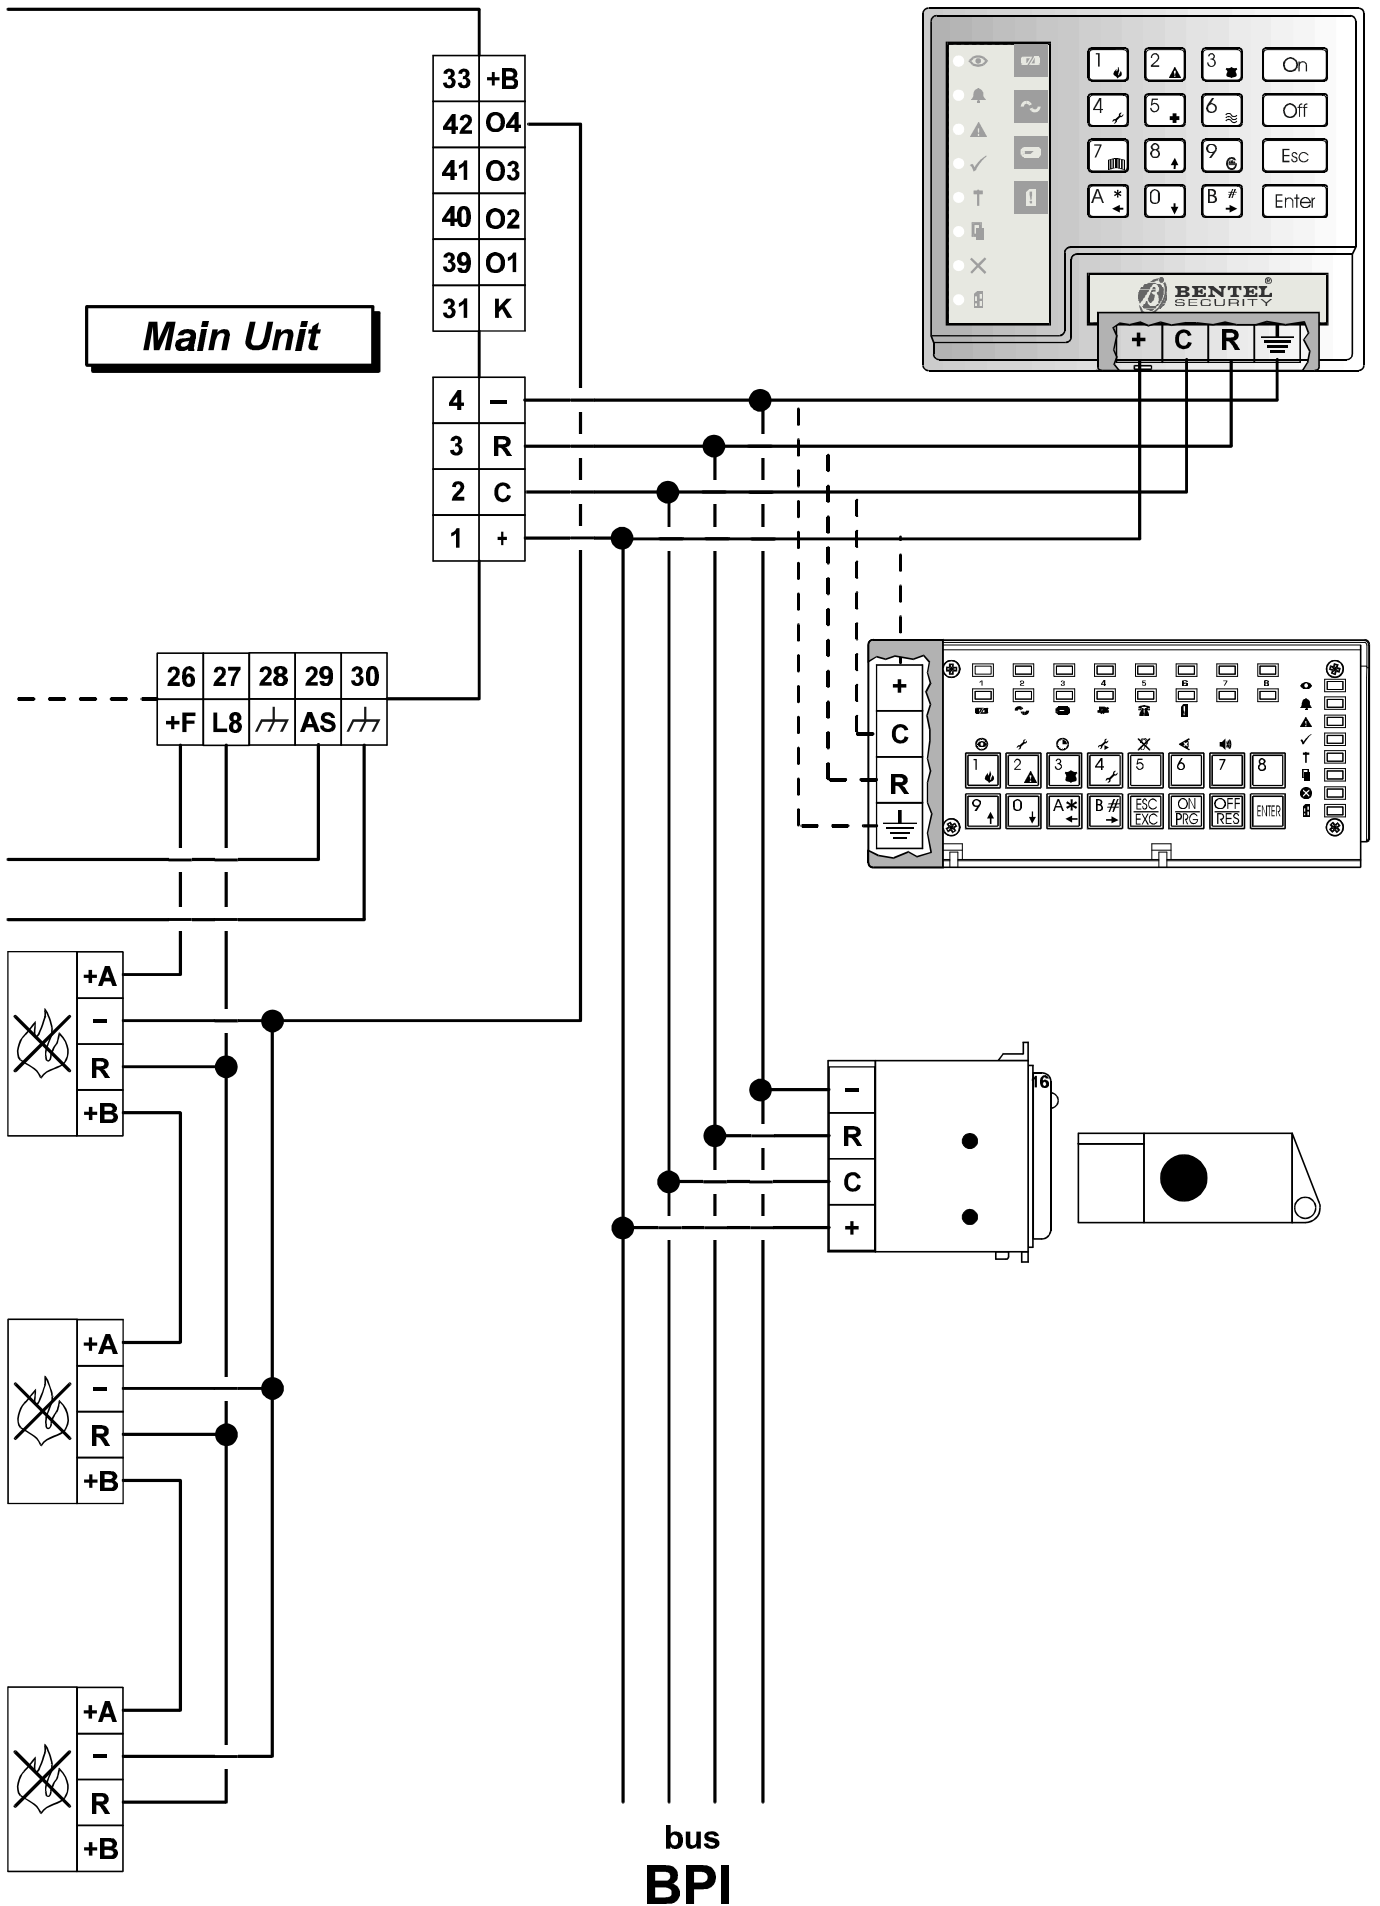 33 +B
42 O4
41 O3
40 O2
39 O1
31 K
Main Unit
4 –
3 R
2 C
1 +
1 2 3 On
4 5 6 Off
7 8 9 Esc
A * 0 B # Enter
BENTEL ®
SECURITY
+ C R
26 27 28 29 30
+F L8 AS
+
C
R
1 2 3 4 5 6 7 8
1 2 3 4 5 6 7 8
9 0 A* B# ESC EXC ON PRG OFF RES ENTER
+A
–
R
+B
–
R
C
+
16
+A
–
R
+B
+A
–
R
+B
bus
BPI